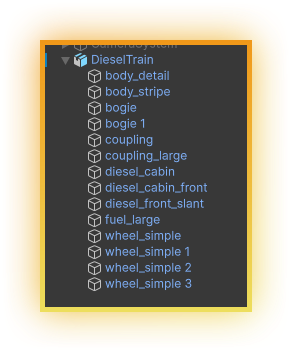 DieselTrain
body_detail
body_stripe
bogie
bogie 1
coupling
coupling_large
diesel_cabin
diesel_cabin_front
diesel_front_slant
fuel_large
wheel_simple
wheel_simple 1
wheel_simple 2
wheel_simple 3